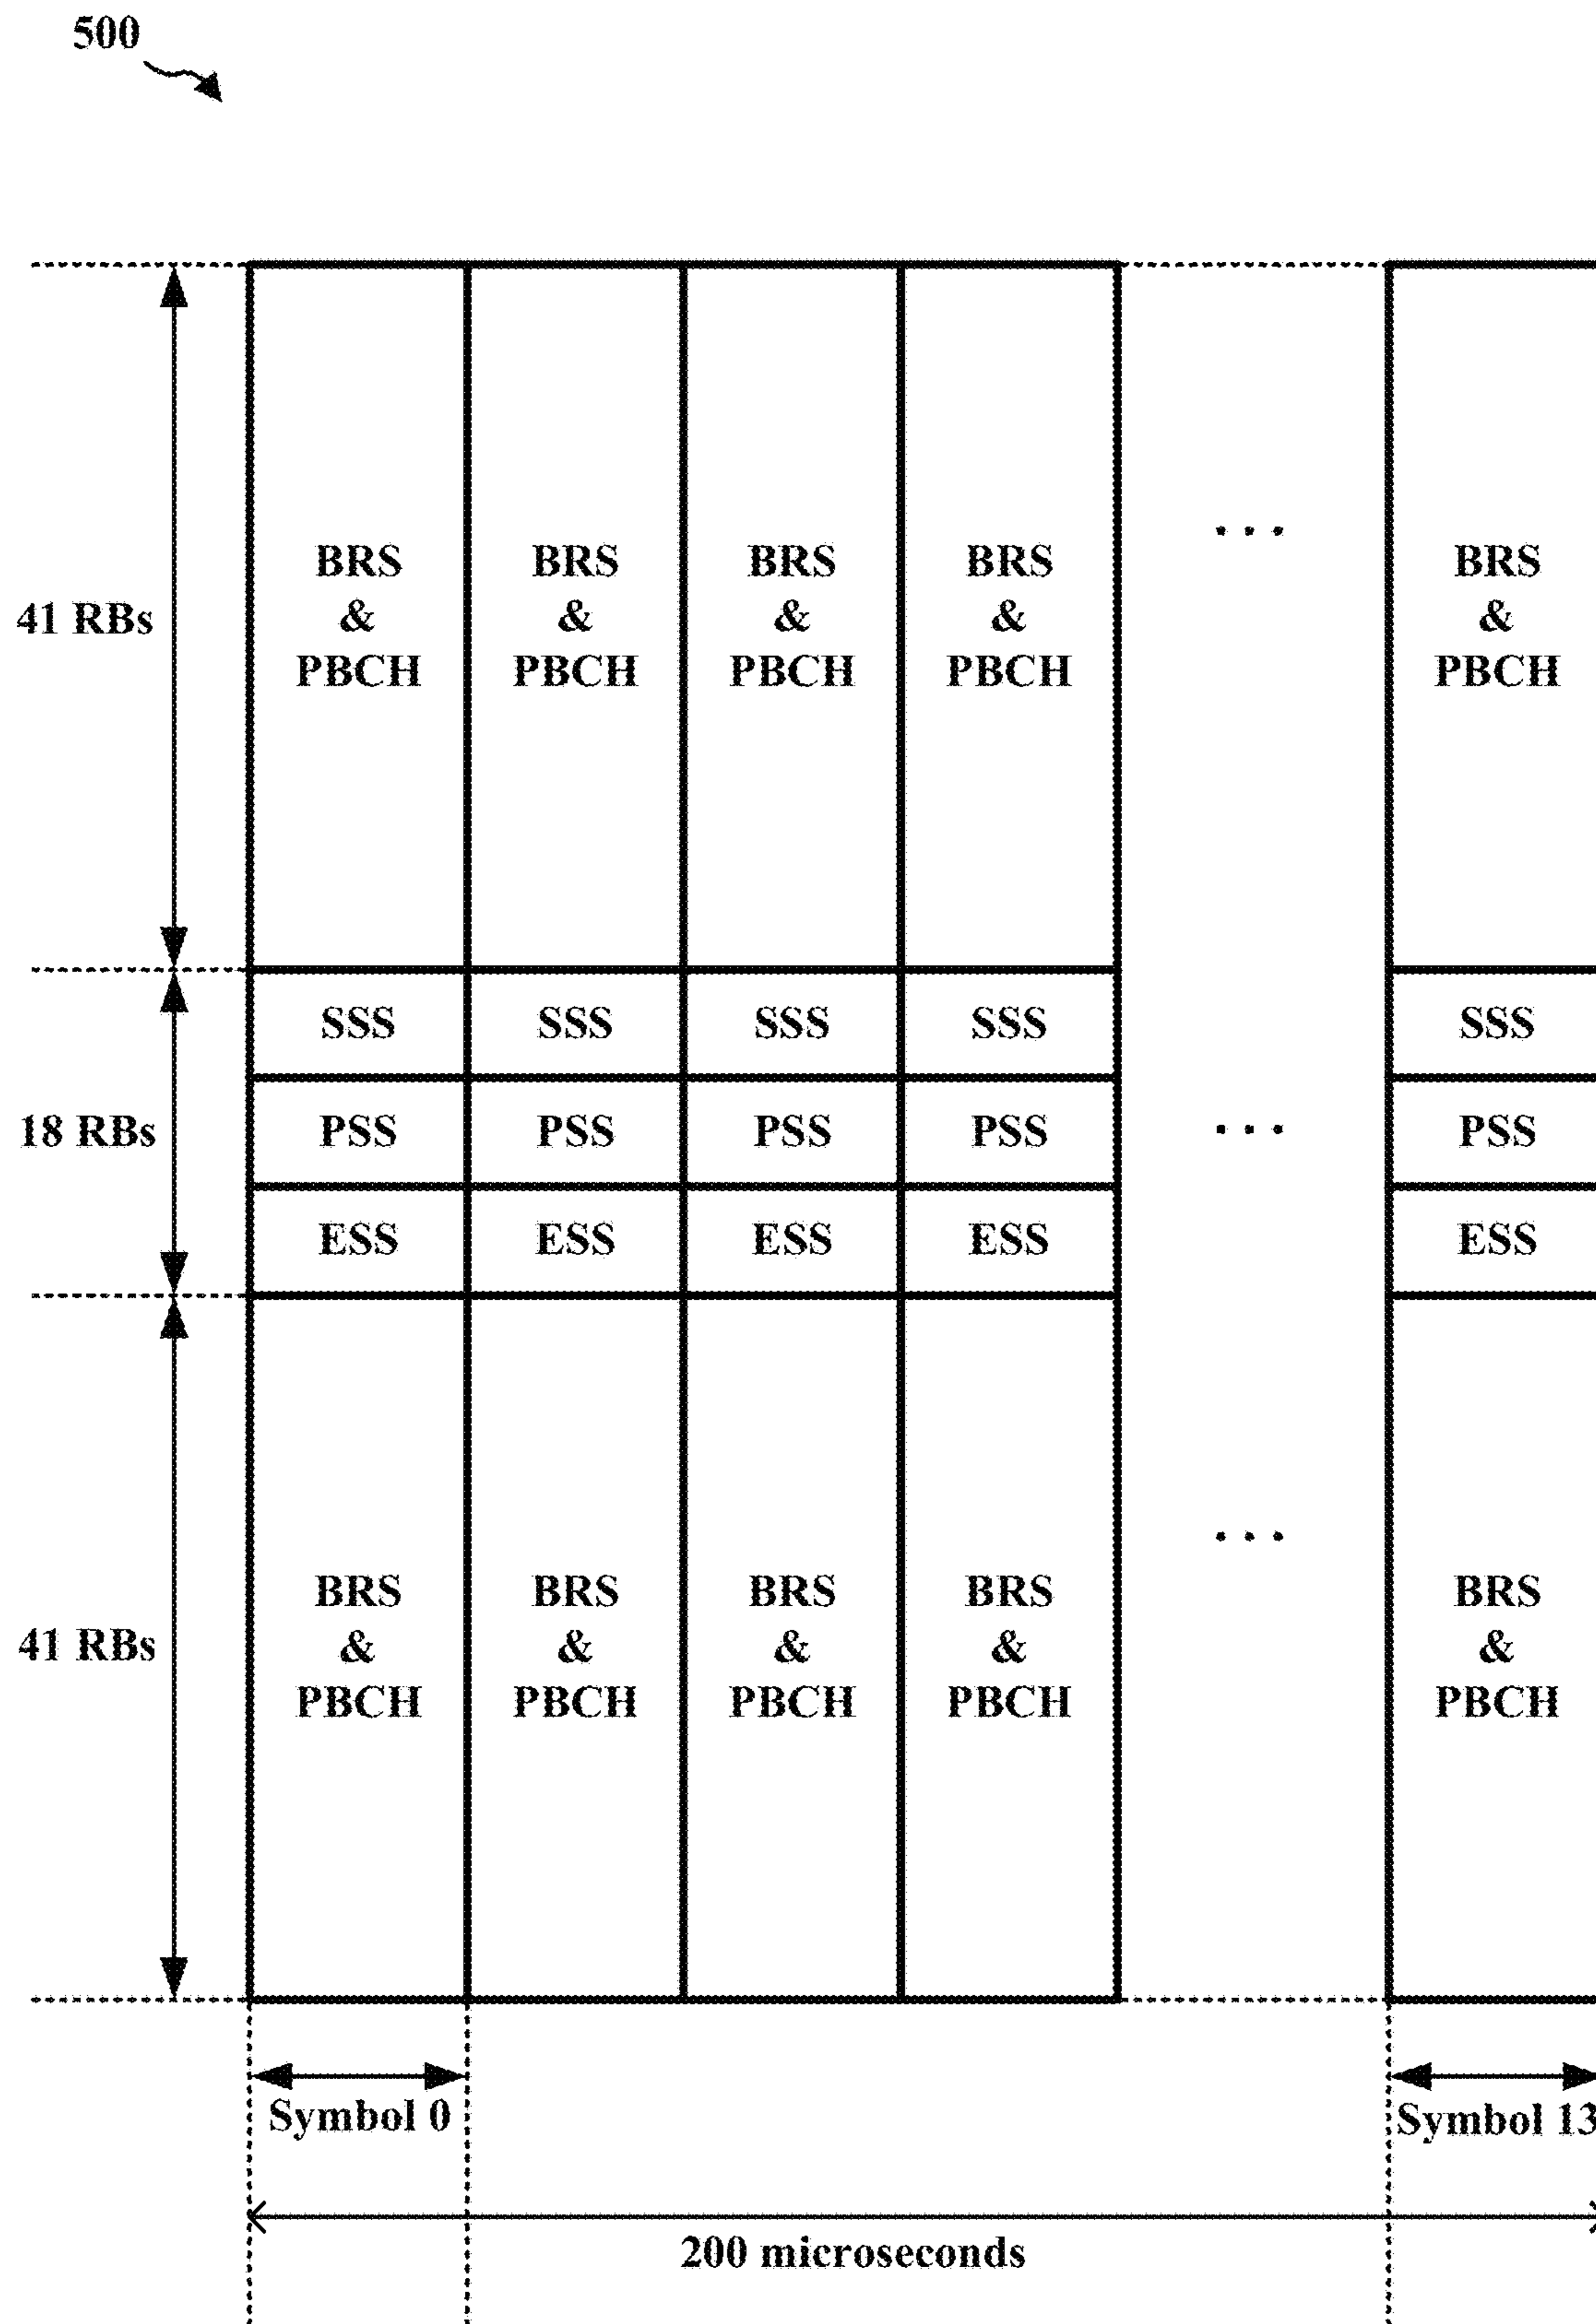 500
41 RBs
BRS
&
PBCH
BRS
&
PBCH
BRS
&
PBCH
BRS
&
PBCH
. . .
BRS
&
PBCH
18 RBs
SSS SSS SSS SSS SSS
PSS PSS PSS PSS . . . PSS
ESS ESS ESS ESS ESS
41 RBs
BRS
&
PBCH
BRS
&
PBCH
BRS
&
PBCH
BRS
&
PBCH
. . .
BRS
&
PBCH
Symbol 0
Symbol 13
200 microseconds